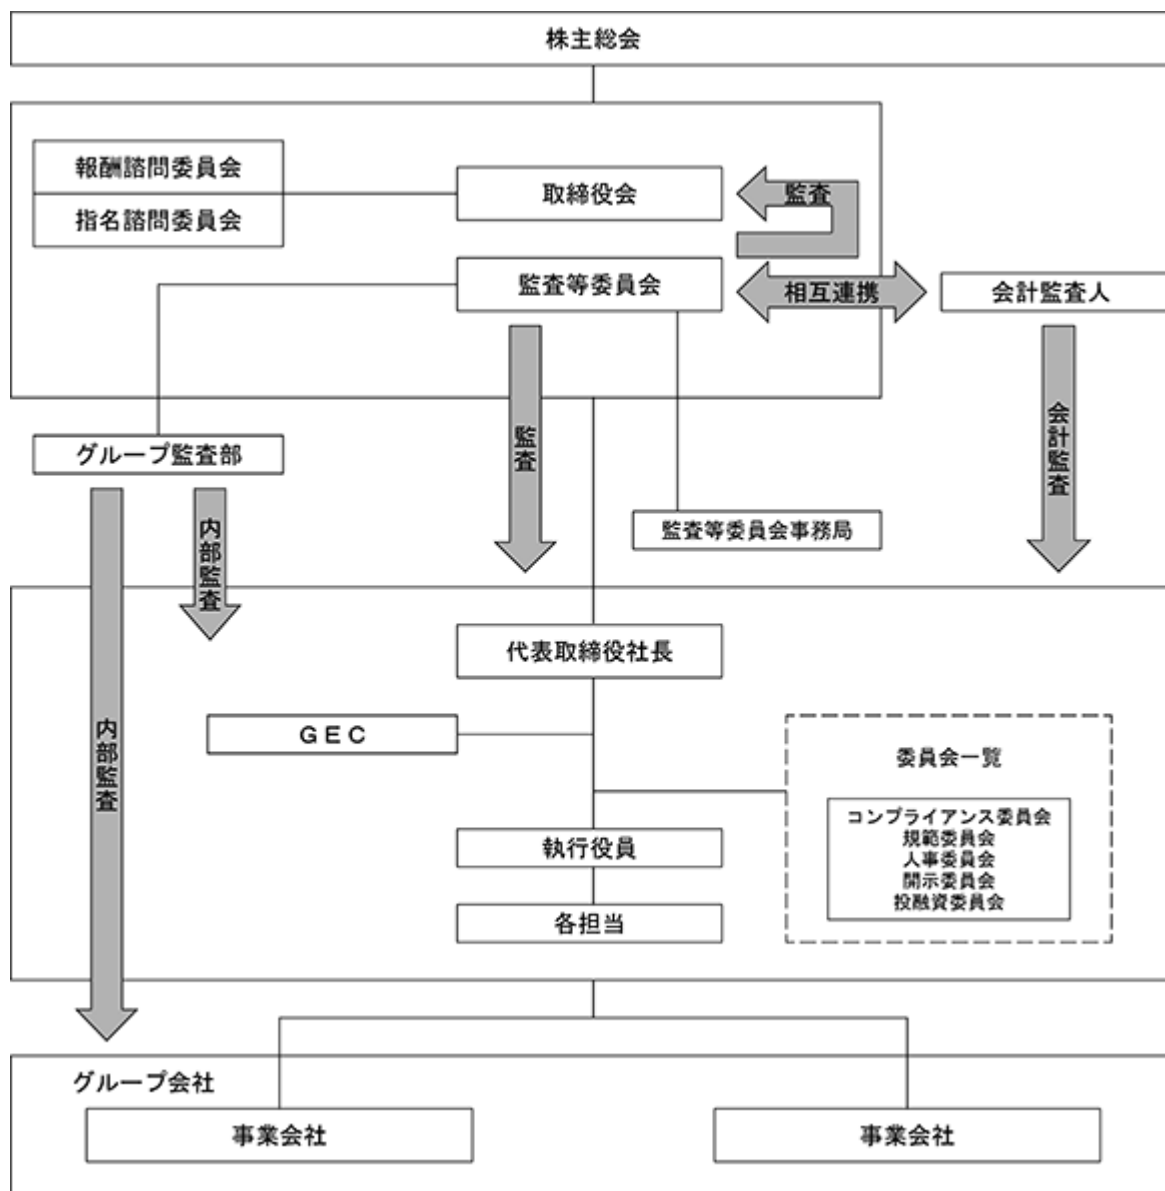 株主総会
報酬諮問委員会
指名諮問委員会
取締役会
監査
監査等委員会
相互連携
会計監査人
グループ監査部
監査
会計監査
監査等委員会事務局
内部監査
内部監査
代表取締役社長
ＧＥＣ
委員会一覧
コンプライアンス委員会
規範委員会
人事委員会
開示委員会
投融資委員会
執行役員
各担当
グループ会社
事業会社
事業会社